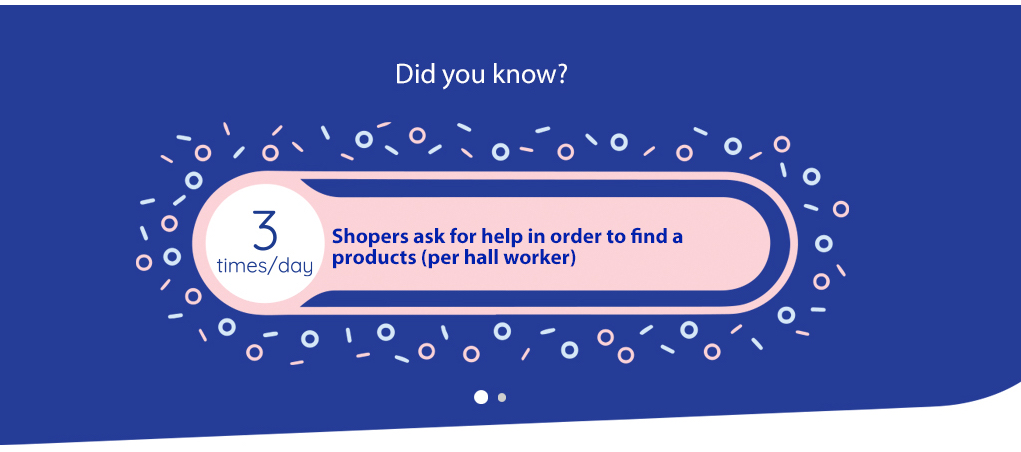 Did you know?
3
times/day
Shopers ask for help in order to find a
products (per hall worker)